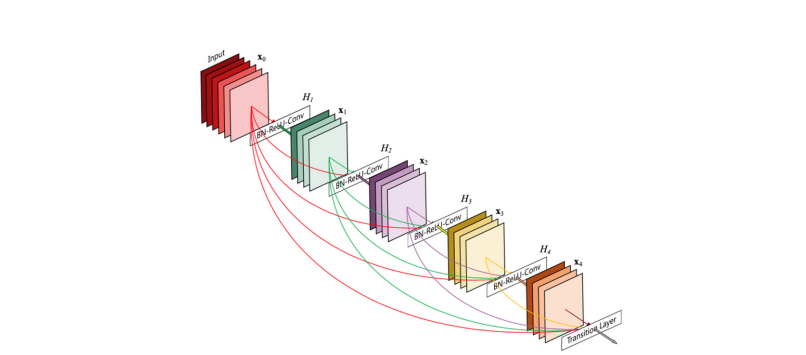 Input
x₀
H₁
BN-ReLU-Conv
x₁
H₂
BN-ReLU-Conv
x₂
H₃
BN-ReLU-Conv
x₃
H₄
BN-ReLU-Conv
x₄
Transition Layer